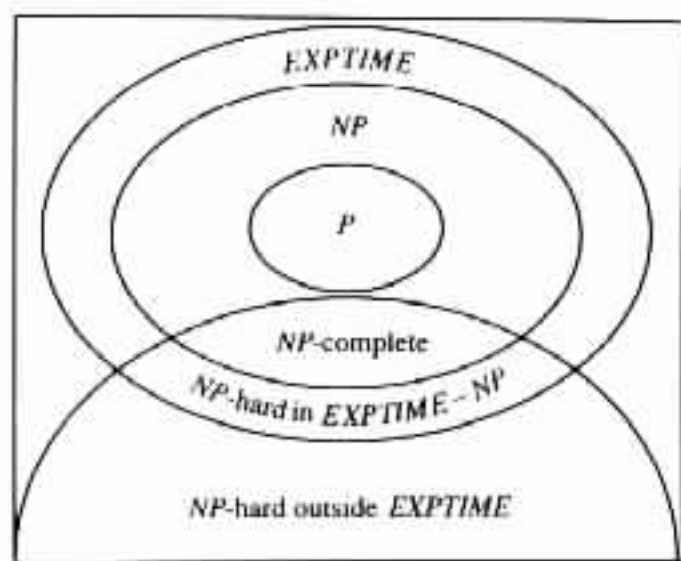 EXPTIME
NP
P
NP-complete
NP-hard in EXPTIME – NP
NP-hard outside EXPTIME